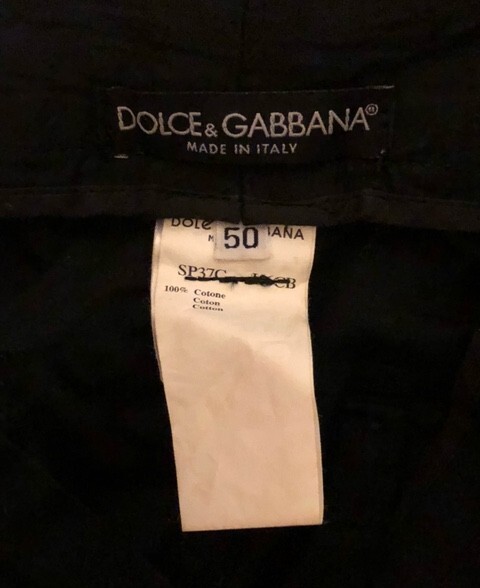 DOLCE & GABBANA®
MADE IN ITALY
50
100% Cotone
Coton
Cotton